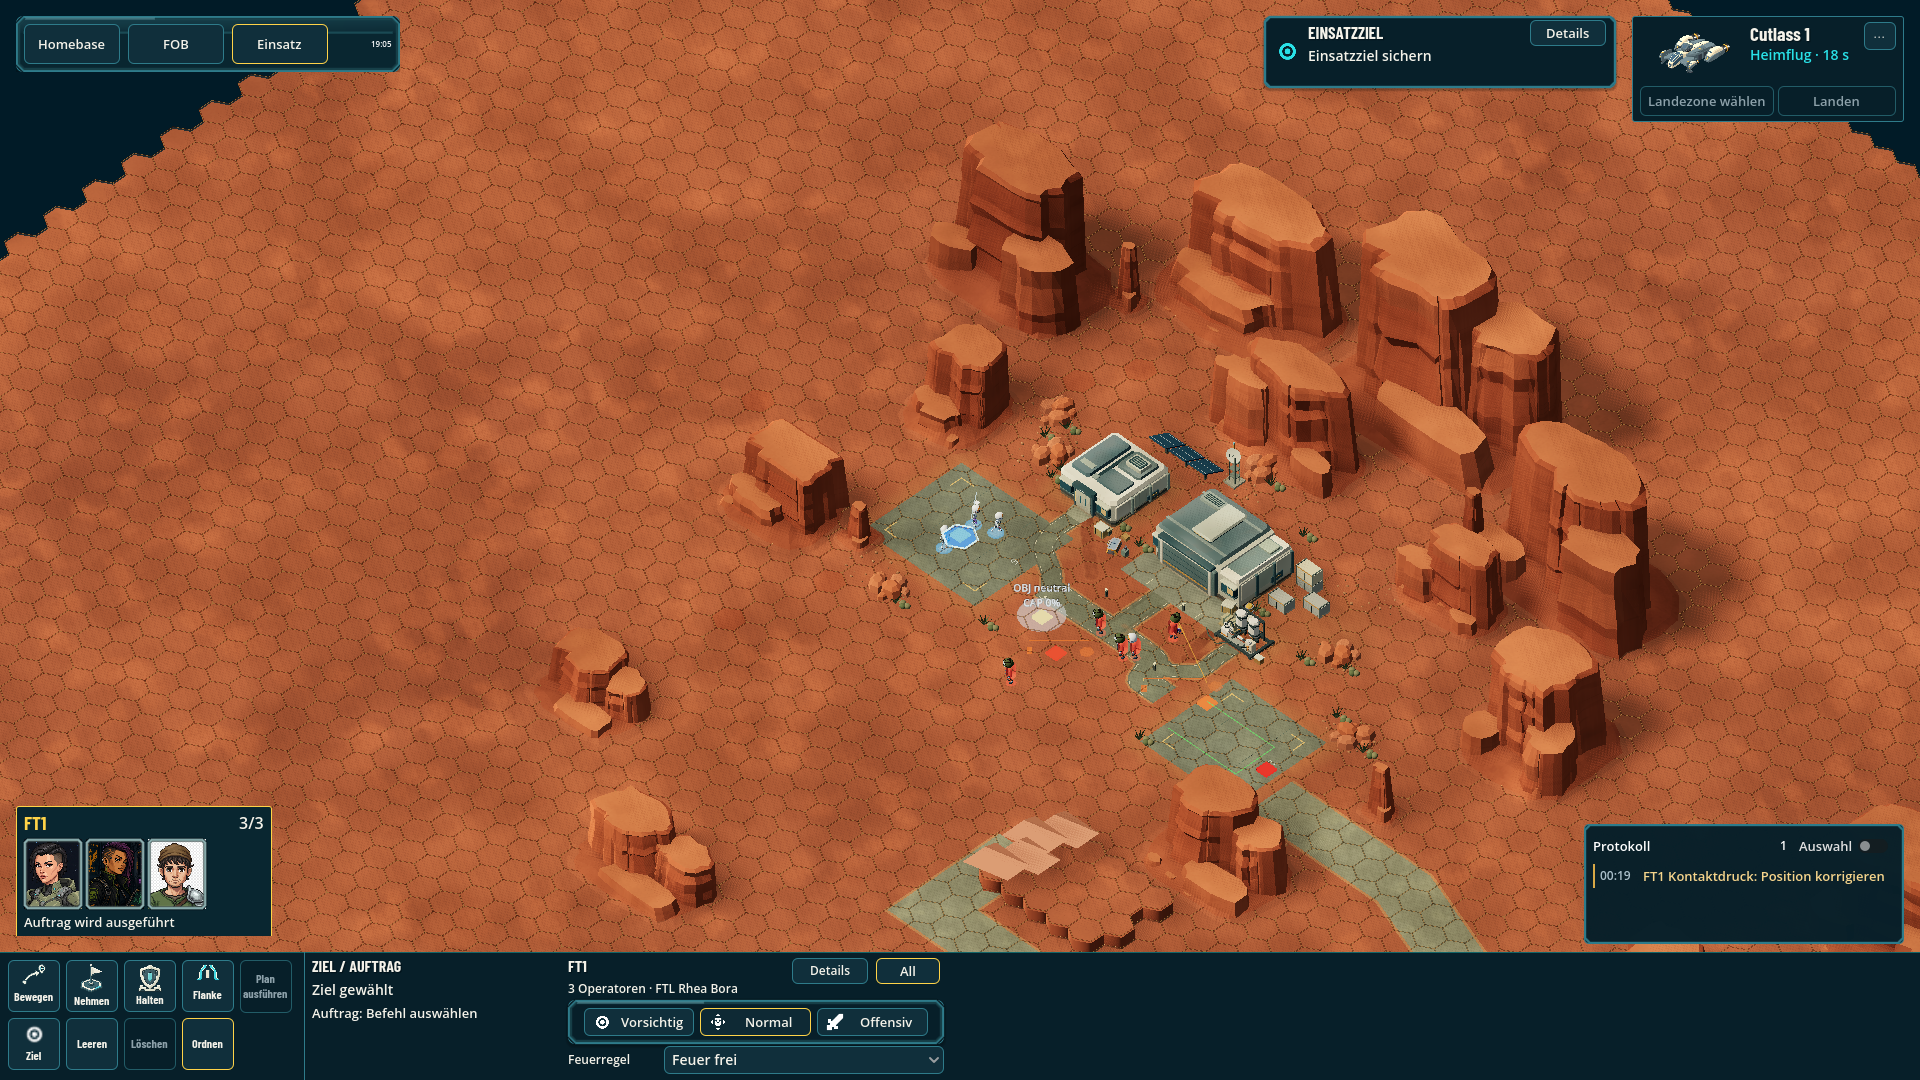 Homebase
FOB
Einsatz
19:05
EINSATZZIEL
Einsatzziel sichern
Details
Cutlass 1
Heimflug · 18 s
...
Landezone wählen
Landen
OBJ neutral
CAP 0%
FT1
3/3
Auftrag wird ausgeführt
Protokoll
1
Auswahl
00:19
FT1 Kontaktdruck: Position korrigieren
Bewegen
Nehmen
Halten
Flanke
Plan
ausführen
Ziel
Leeren
Löschen
Ordnen
ZIEL / AUFTRAG
Ziel gewählt
Auftrag: Befehl auswählen
FT1
Details
All
3 Operatoren · FTL Rhea Bora
Vorsichtig
Normal
Offensiv
Feuerregel
Feuer frei